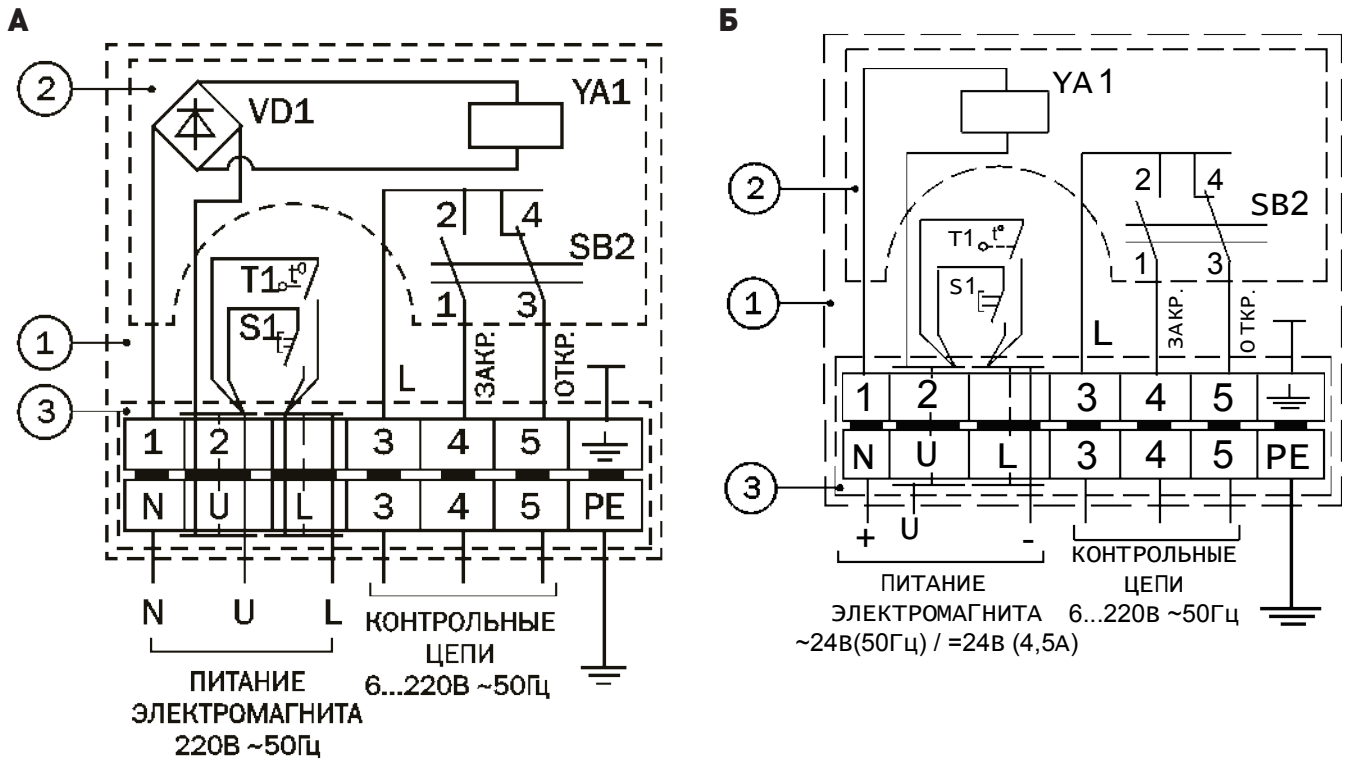 А
2
VD1
YA1
2
4
SB2
T1
t°
1
3
S1
1
L
ЗАКР.
ОТКР.
3
1 2 3 4 5
N U L 3 4 5 PE
N U L
КОНТРОЛЬНЫЕ
ЦЕПИ
6...220В ~50Гц
ПИТАНИЕ
ЭЛЕКТРОМАГНИТА
220В ~50Гц
Б
YA 1
2
2
4
SB2
T1
t°
1
3
S1
1
L
ЗАКР.
ОТКР.
1 2 3 4 5
N U L 3 4 5 PE
3
+ U -
КОНТРОЛЬНЫЕ
ЦЕПИ
6...220В ~50Гц
ПИТАНИЕ
ЭЛЕКТРОМАГНИТА
~24В(50Гц) / =24В (4,5А)